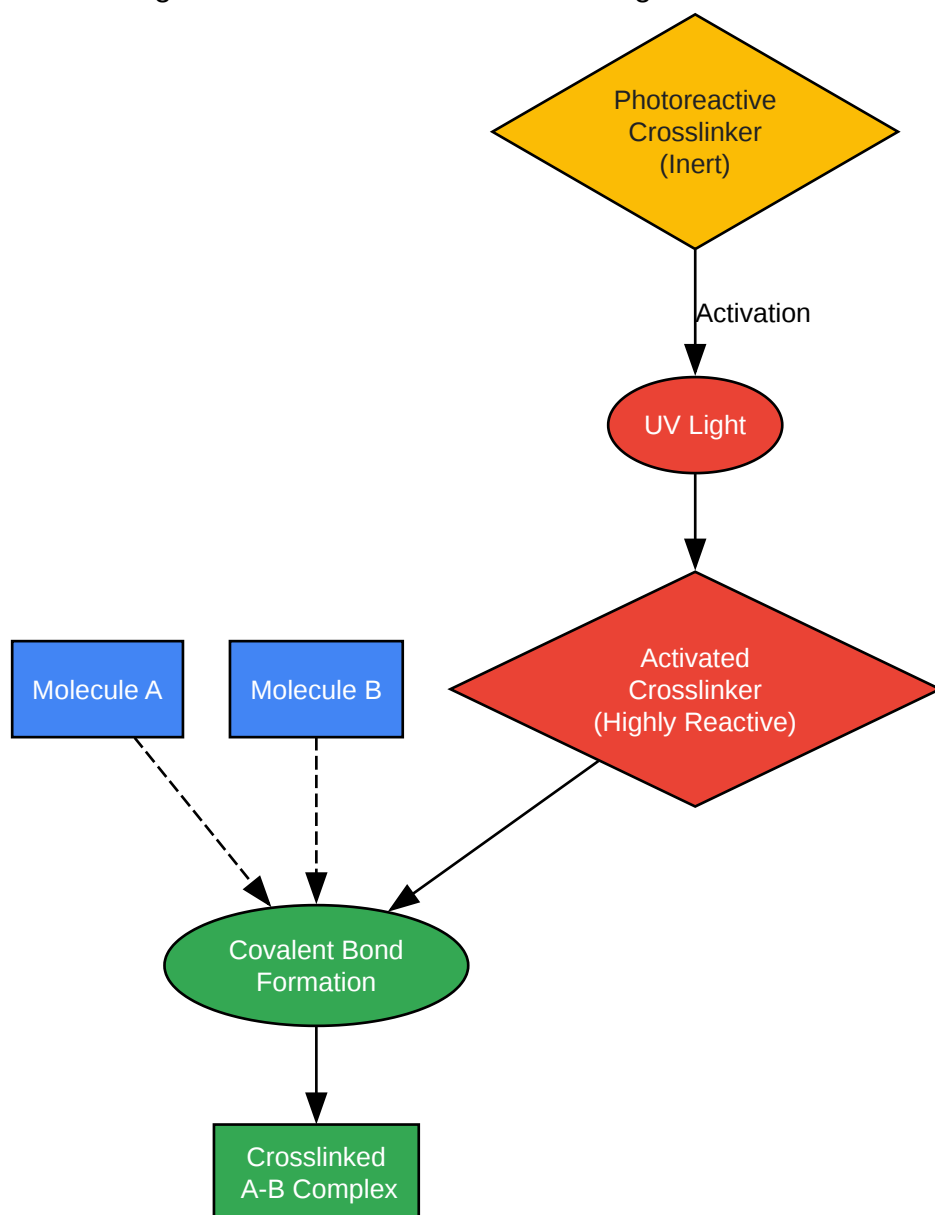 Photoreactive
Crosslinker
(Inert)
Activation
UV Light
Activated
Crosslinker
(Highly Reactive)
Molecule A
Molecule B
Covalent Bond
Formation
Crosslinked
A-B Complex